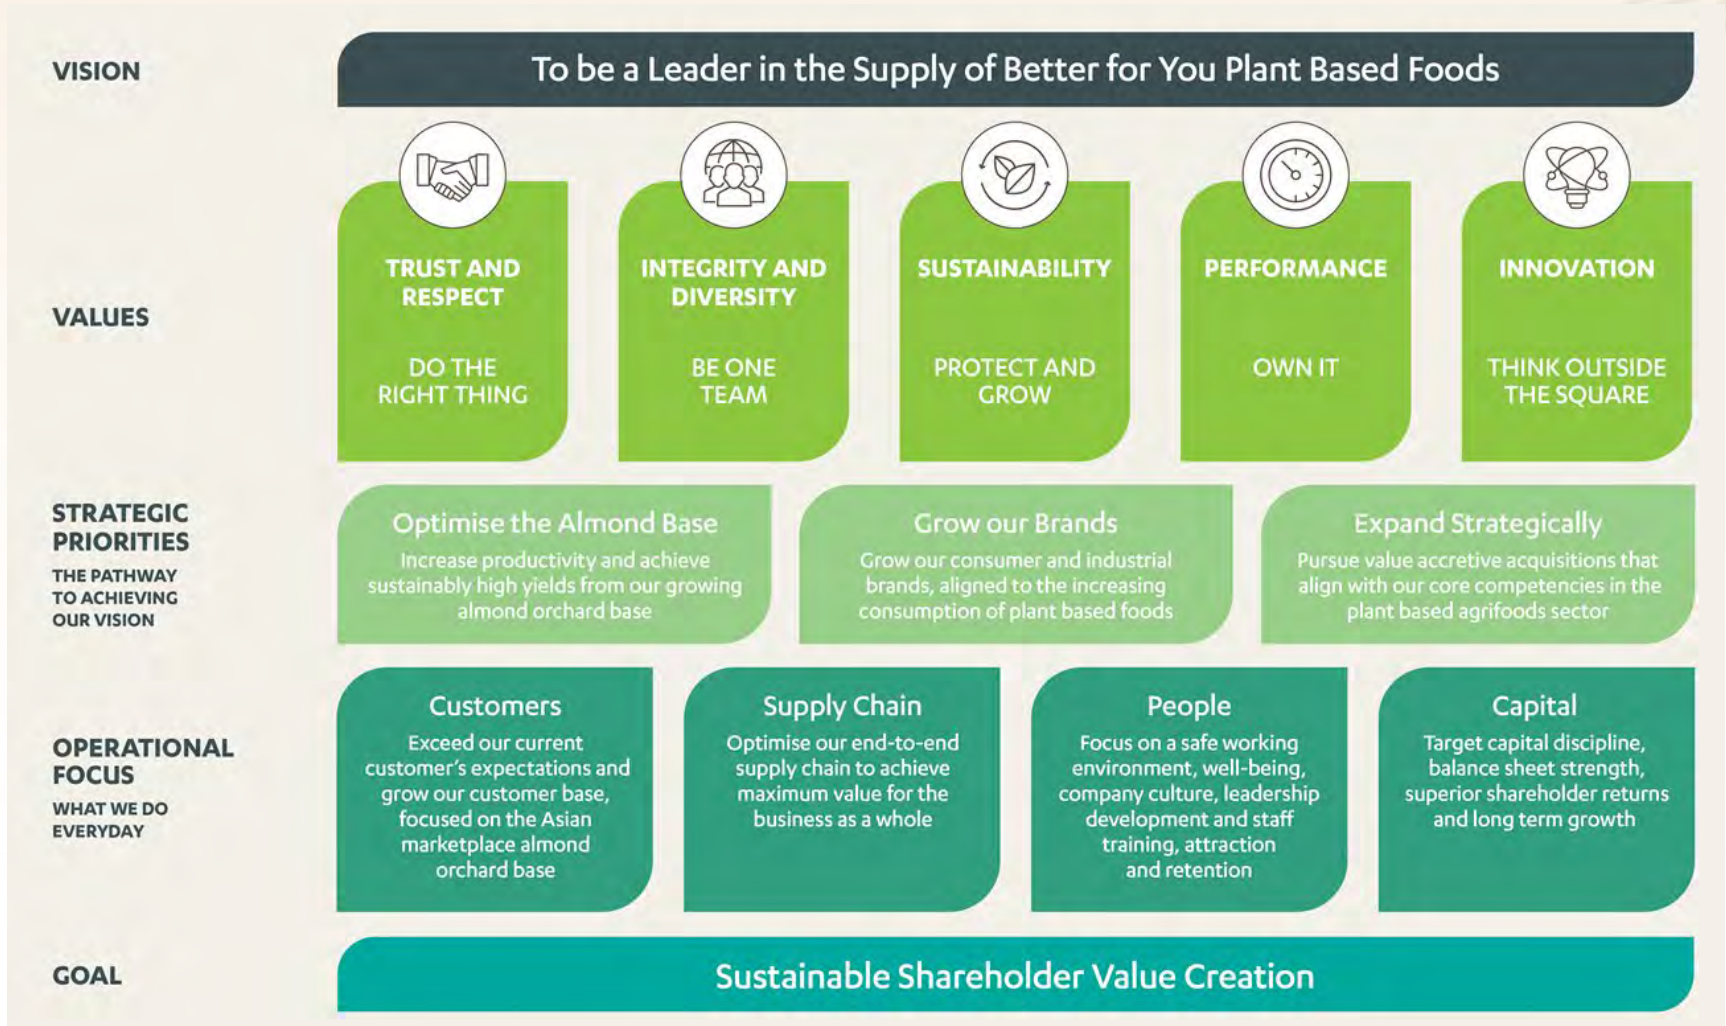 VISION
To be a Leader in the Supply of Better for You Plant Based Foods
VALUES
TRUST AND
RESPECT
DO THE
RIGHT THING
INTEGRITY AND
DIVERSITY
BE ONE
TEAM
SUSTAINABILITY
PROTECT AND
GROW
PERFORMANCE
OWN IT
INNOVATION
THINK OUTSIDE
THE SQUARE
STRATEGIC
PRIORITIES
THE PATHWAY
TO ACHIEVING
OUR VISION
Optimise the Almond Base
Increase productivity and achieve
sustainably high yields from our growing
almond orchard base
Grow our Brands
Grow our consumer and industrial
brands, aligned to the increasing
consumption of plant based foods
Expand Strategically
Pursue value accretive acquisitions that
align with our core competencies in the
plant based agrifoods sector
OPERATIONAL
FOCUS
WHAT WE DO
EVERYDAY
Customers
Exceed our current
customer's expectations and
grow our customer base,
focused on the Asian
marketplace almond
orchard base
Supply Chain
Optimise our end-to-end
supply chain to achieve
maximum value for the
business as a whole
People
Focus on a safe working
environment, well-being,
company culture, leadership
development and staff
training, attraction
and retention
Capital
Target capital discipline,
balance sheet strength,
superior shareholder returns
and long term growth
GOAL
Sustainable Shareholder Value Creation